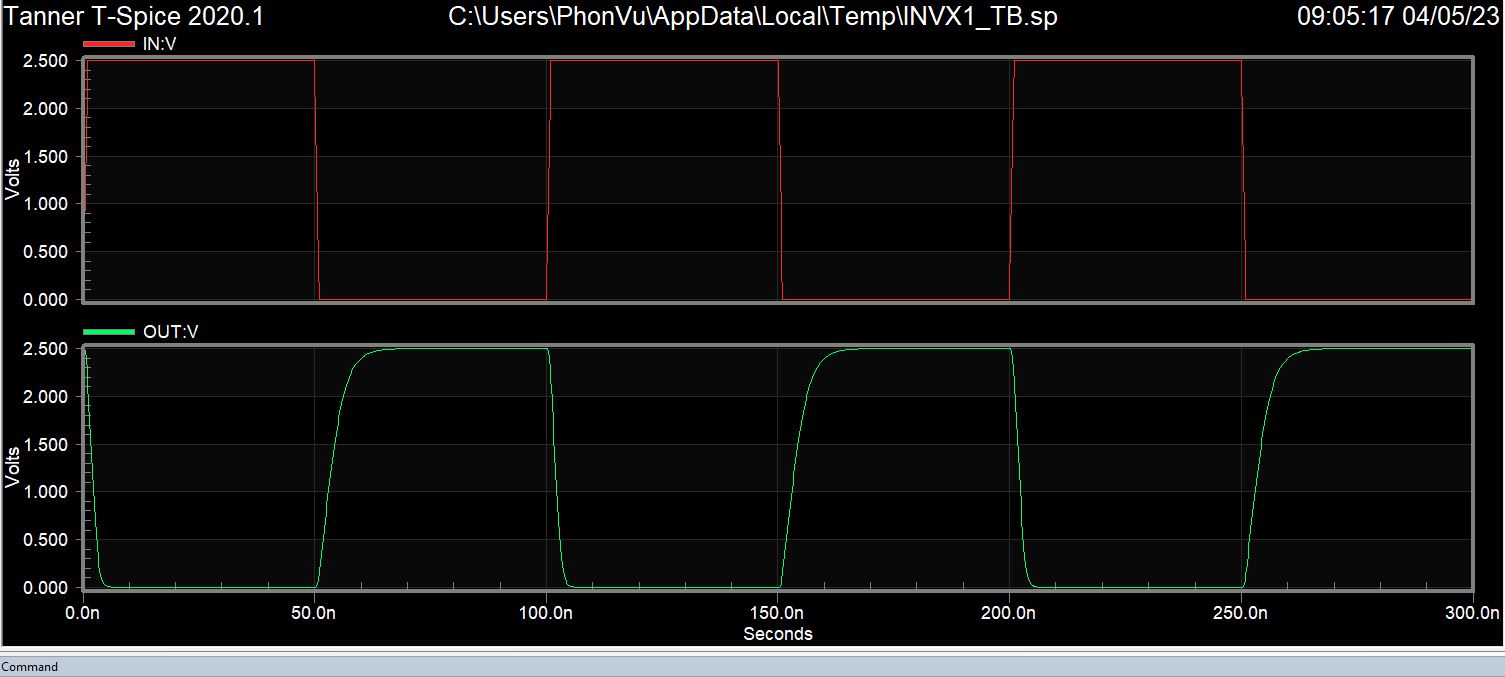 Tanner T-Spice 2020.1 C:\Users\PhonVu\AppData\Local\Temp\INVX1_TB.sp 09:05:17 04/05/23
IN:V
2.500
2.000
1.500
1.000
0.500
0.000
Volts
OUT:V
2.500
2.000
1.500
1.000
0.500
0.000
Volts
0.0n 50.0n 100.0n 150.0n 200.0n 250.0n 300.0n
Seconds
Command